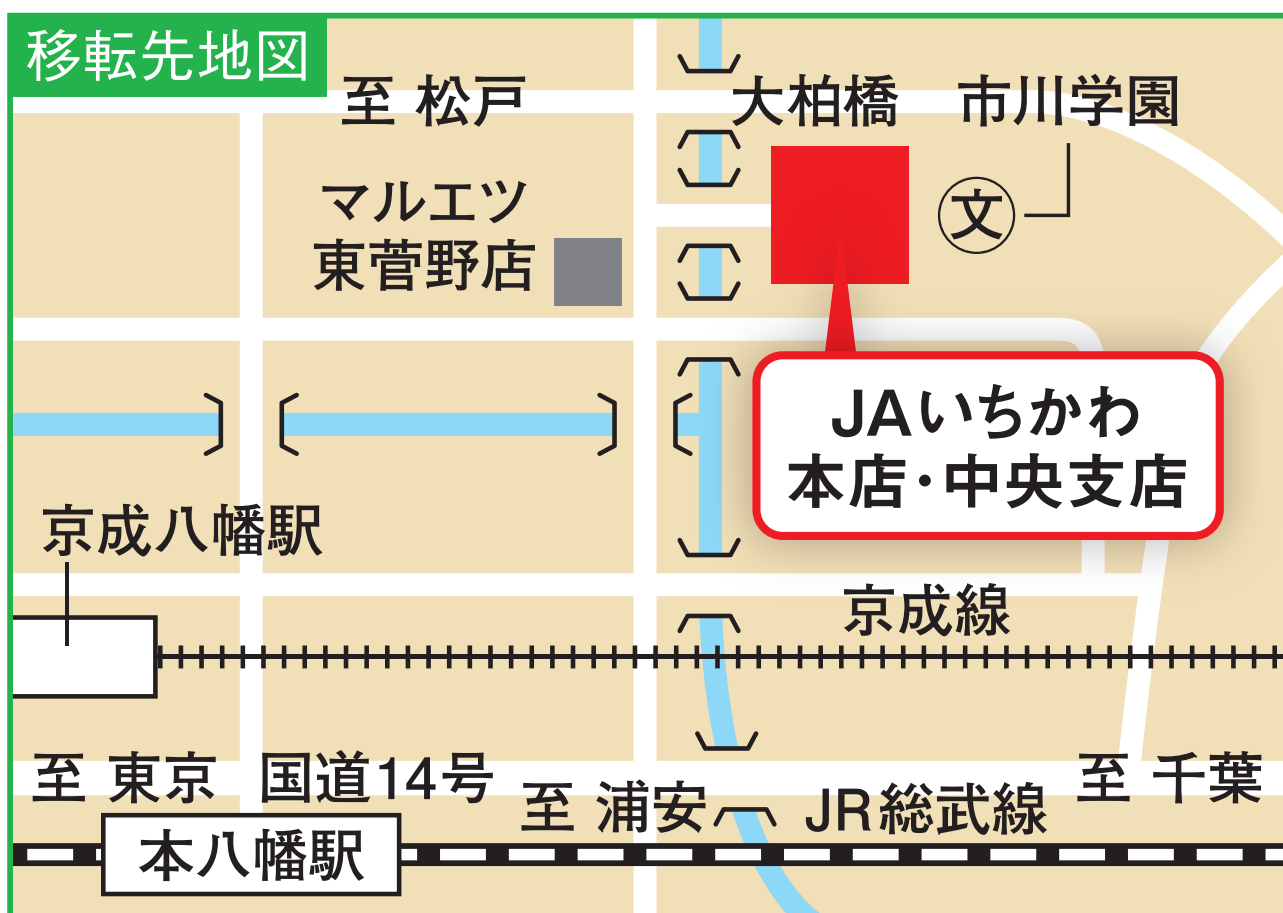 移転先地図
至 松戸
大柏橋
市川学園
マルエツ
東菅野店
文
JAいちかわ
本店・中央支店
京成八幡駅
京成線
至 東京
国道14号
至 浦安
JR総武線
至 千葉
本八幡駅